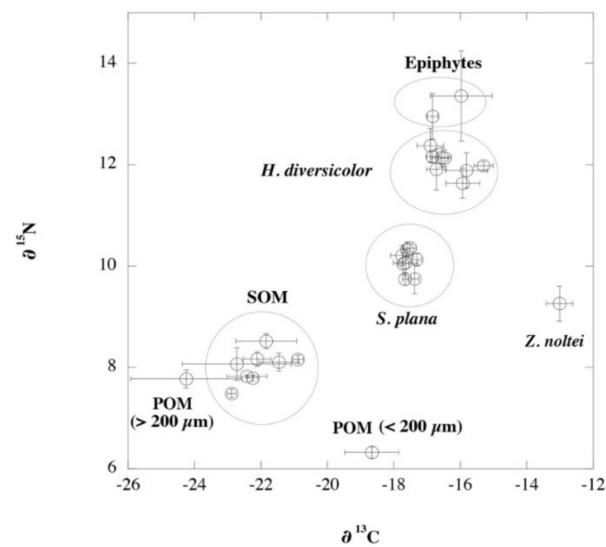 14
12
10
8
6
∂ ¹⁵N
Epiphytes
H. diversicolor
S. plana
SOM
Z. noltei
POM
(> 200 µm)
POM (< 200 µm)
-26 -24 -22 -20 -18 -16 -14 -12
∂ ¹³C